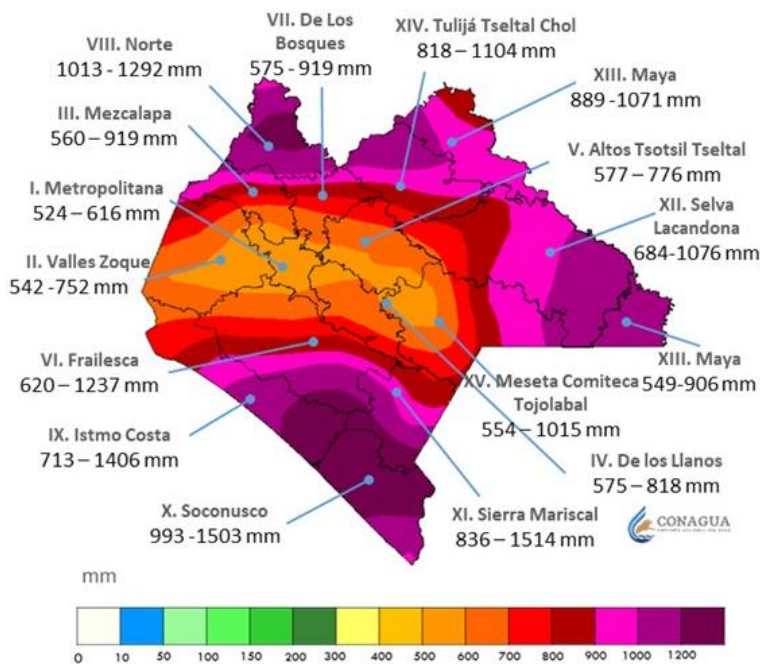 VII. De Los
Bosques
575 - 919 mm
XIV. Tulijá Tseltal Chol
818 – 1104 mm
VIII. Norte
1013 - 1292 mm
XIII. Maya
889 -1071 mm
III. Mezcalapa
560 – 919 mm
V. Altos Tsotsil Tseltal
577 – 776 mm
I. Metropolitana
524 – 616 mm
XII. Selva
Lacandona
684-1076mm
II. Valles Zoque
542 -752 mm
VI. Frailesca
620 – 1237 mm
XIII. Maya
549-906 mm
XV. Meseta Comiteca
Tojolabal
554 – 1015 mm
IX. Istmo Costa
713 – 1406 mm
IV. De los Llanos
575 – 818 mm
X. Soconusco
993 -1503 mm
XI. Sierra Mariscal
836 – 1514 mm
CONAGUA
mm
0 10 50 100 150 200 300 400 500 600 700 800 900 1000 1200